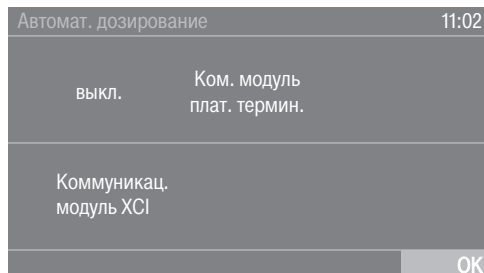 Автомат. дозирование 11:02
выкл. Ком. модуль
плат. термин.
Коммуникац.
модуль XCI
OK